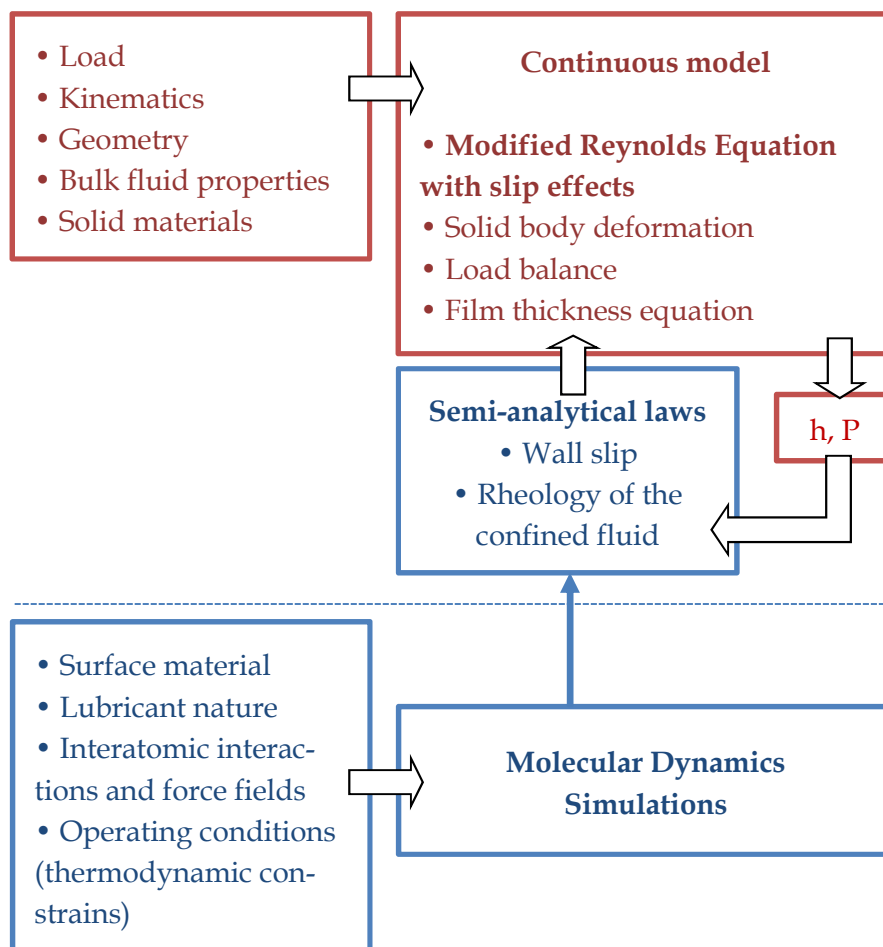 • Load
• Kinematics
• Geometry
• Bulk fluid properties
• Solid materials
Continuous model
• Modified Reynolds Equation
with slip effects
• Solid body deformation
• Load balance
• Film thickness equation
Semi-analytical laws
• Wall slip
• Rheology of the
confined fluid
h, P
• Surface material
• Lubricant nature
• Interatomic interac-
tions and force fields
• Operating conditions
(thermodynamic con-
strains)
Molecular Dynamics
Simulations